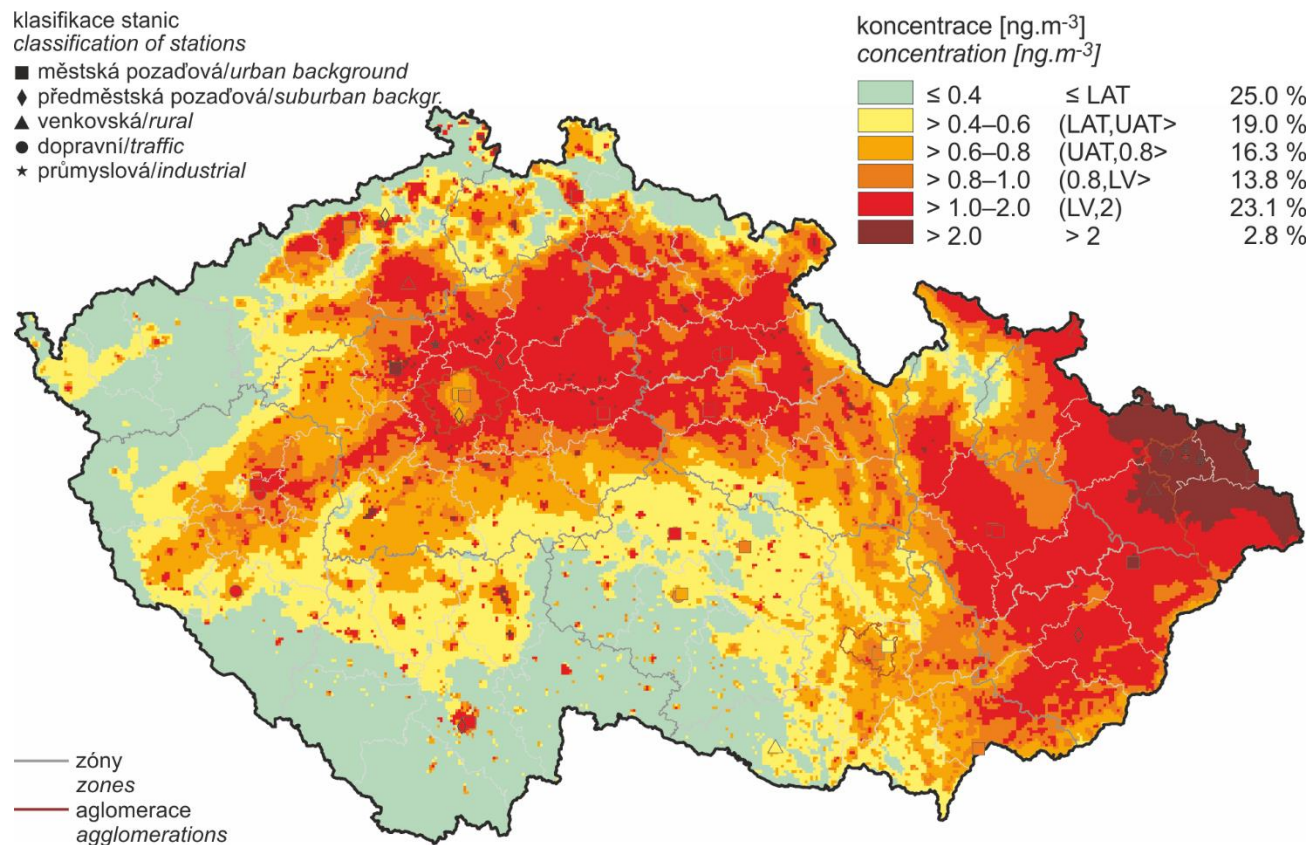 klasifikace stanic
classification of stations
městská pozaďová/urban background
předměstská pozaďová/suburban backgr.
venkovská/rural
dopravní/traffic
průmyslová/industrial
koncentrace [ng.m-3]
concentration [ng.m-3]
≤ 0.4 ≤ LAT 25.0 %
> 0.4–0.6 (LAT,UAT> 19.0 %
> 0.6–0.8 (UAT,0.8> 16.3 %
> 0.8–1.0 (0.8,LV> 13.8 %
> 1.0–2.0 (LV,2) 23.1 %
> 2.0 > 2 2.8 %
zóny
zones
aglomerace
agglomerations